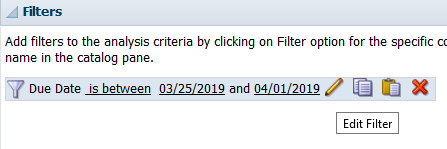 Filters
Add filters to the analysis criteria by clicking on Filter option for the specific co
name in the catalog pane.
Due Date is between 03/25/2019 and 04/01/2019
Edit Filter